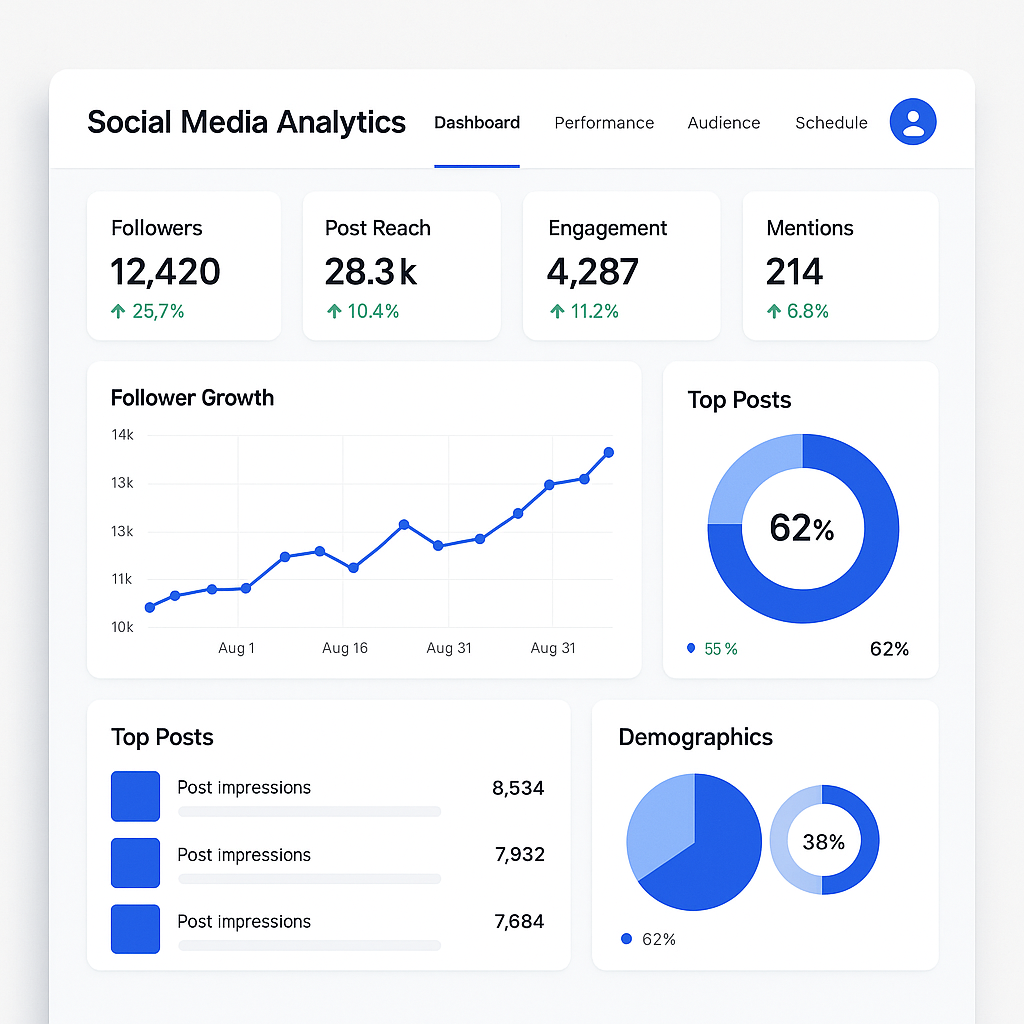 Social Media Analytics
Dashboard
Performance
Audience
Schedule
Followers
12,420
↑ 25,7%
Post Reach
28.3k
↑ 10.4%
Engagement
4,287
↑ 11.2%
Mentions
214
↑ 6.8%
Follower Growth
14k
13k
13k
11k
10k
Aug 1
Aug 16
Aug 31
Aug 31
Top Posts
62%
55 %
62%
Top Posts
Post impressions
8,534
Post impressions
7,932
Post impressions
7,684
Demographics
38%
62%